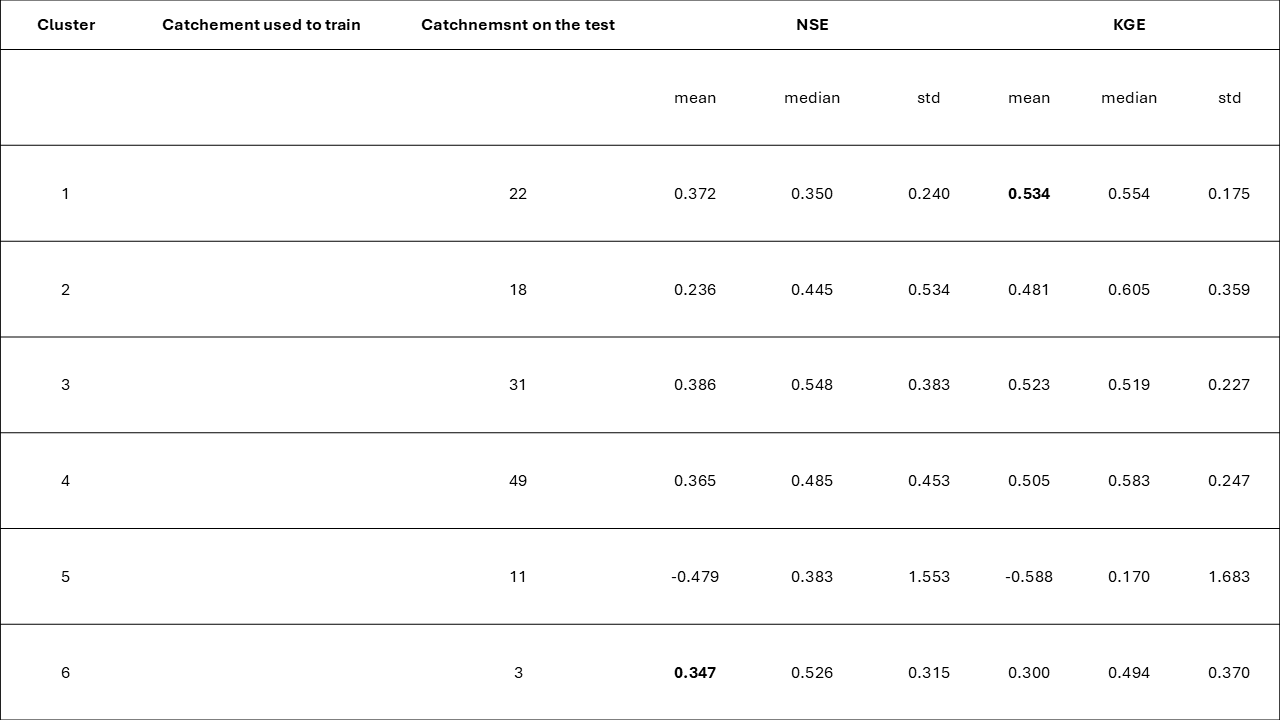 Cluster Catchement used to train Catchnemsnt on the test NSE KGE
mean median std mean median std
1 22 0.372 0.350 0.240 0.534 0.554 0.175
2 18 0.236 0.445 0.534 0.481 0.605 0.359
3 31 0.386 0.548 0.383 0.523 0.519 0.227
4 49 0.365 0.485 0.453 0.505 0.583 0.247
5 11 -0.479 0.383 1.553 -0.588 0.170 1.683
6 3 0.347 0.526 0.315 0.300 0.494 0.370